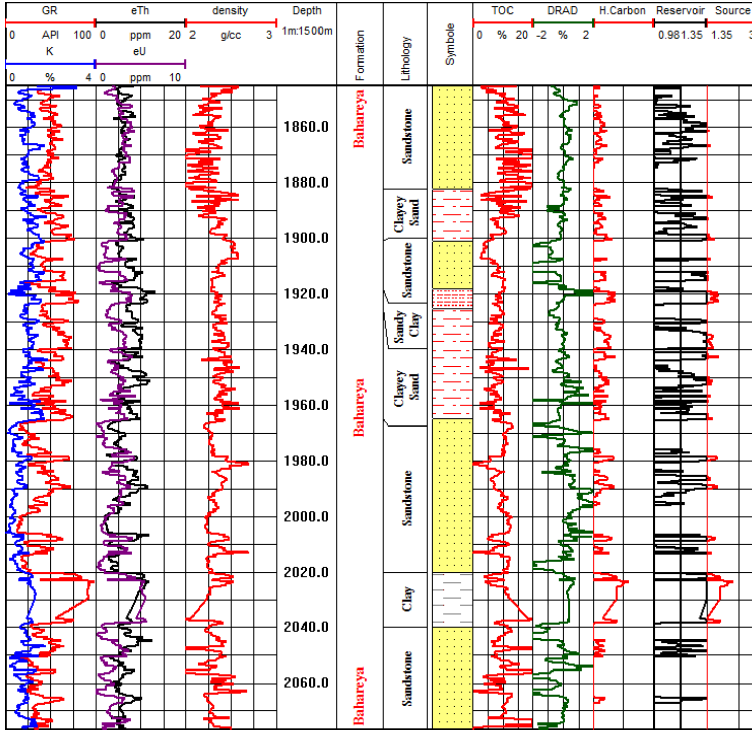 GR eTh density Depth TOC DRAD H.Carbon Reservoir Source
0 API 100 0 ppm 20 2 g/cc 3 1m:1500m Formation Lithology Symbole 0 % 20 -2 % 2 0.98 1.35 1.35 3
K eU
0 % 4 0 ppm 10
Bahareya
1860.0
Sandstone
1880.0
Clayey Sand
1900.0
Sandstone
1920.0
Sandy Clay
1940.0
Clayey Sand
Bahareya
1960.0
1980.0
Sandstone
2000.0
2020.0
Clay
2040.0
Sandstone
2060.0
Bahareya